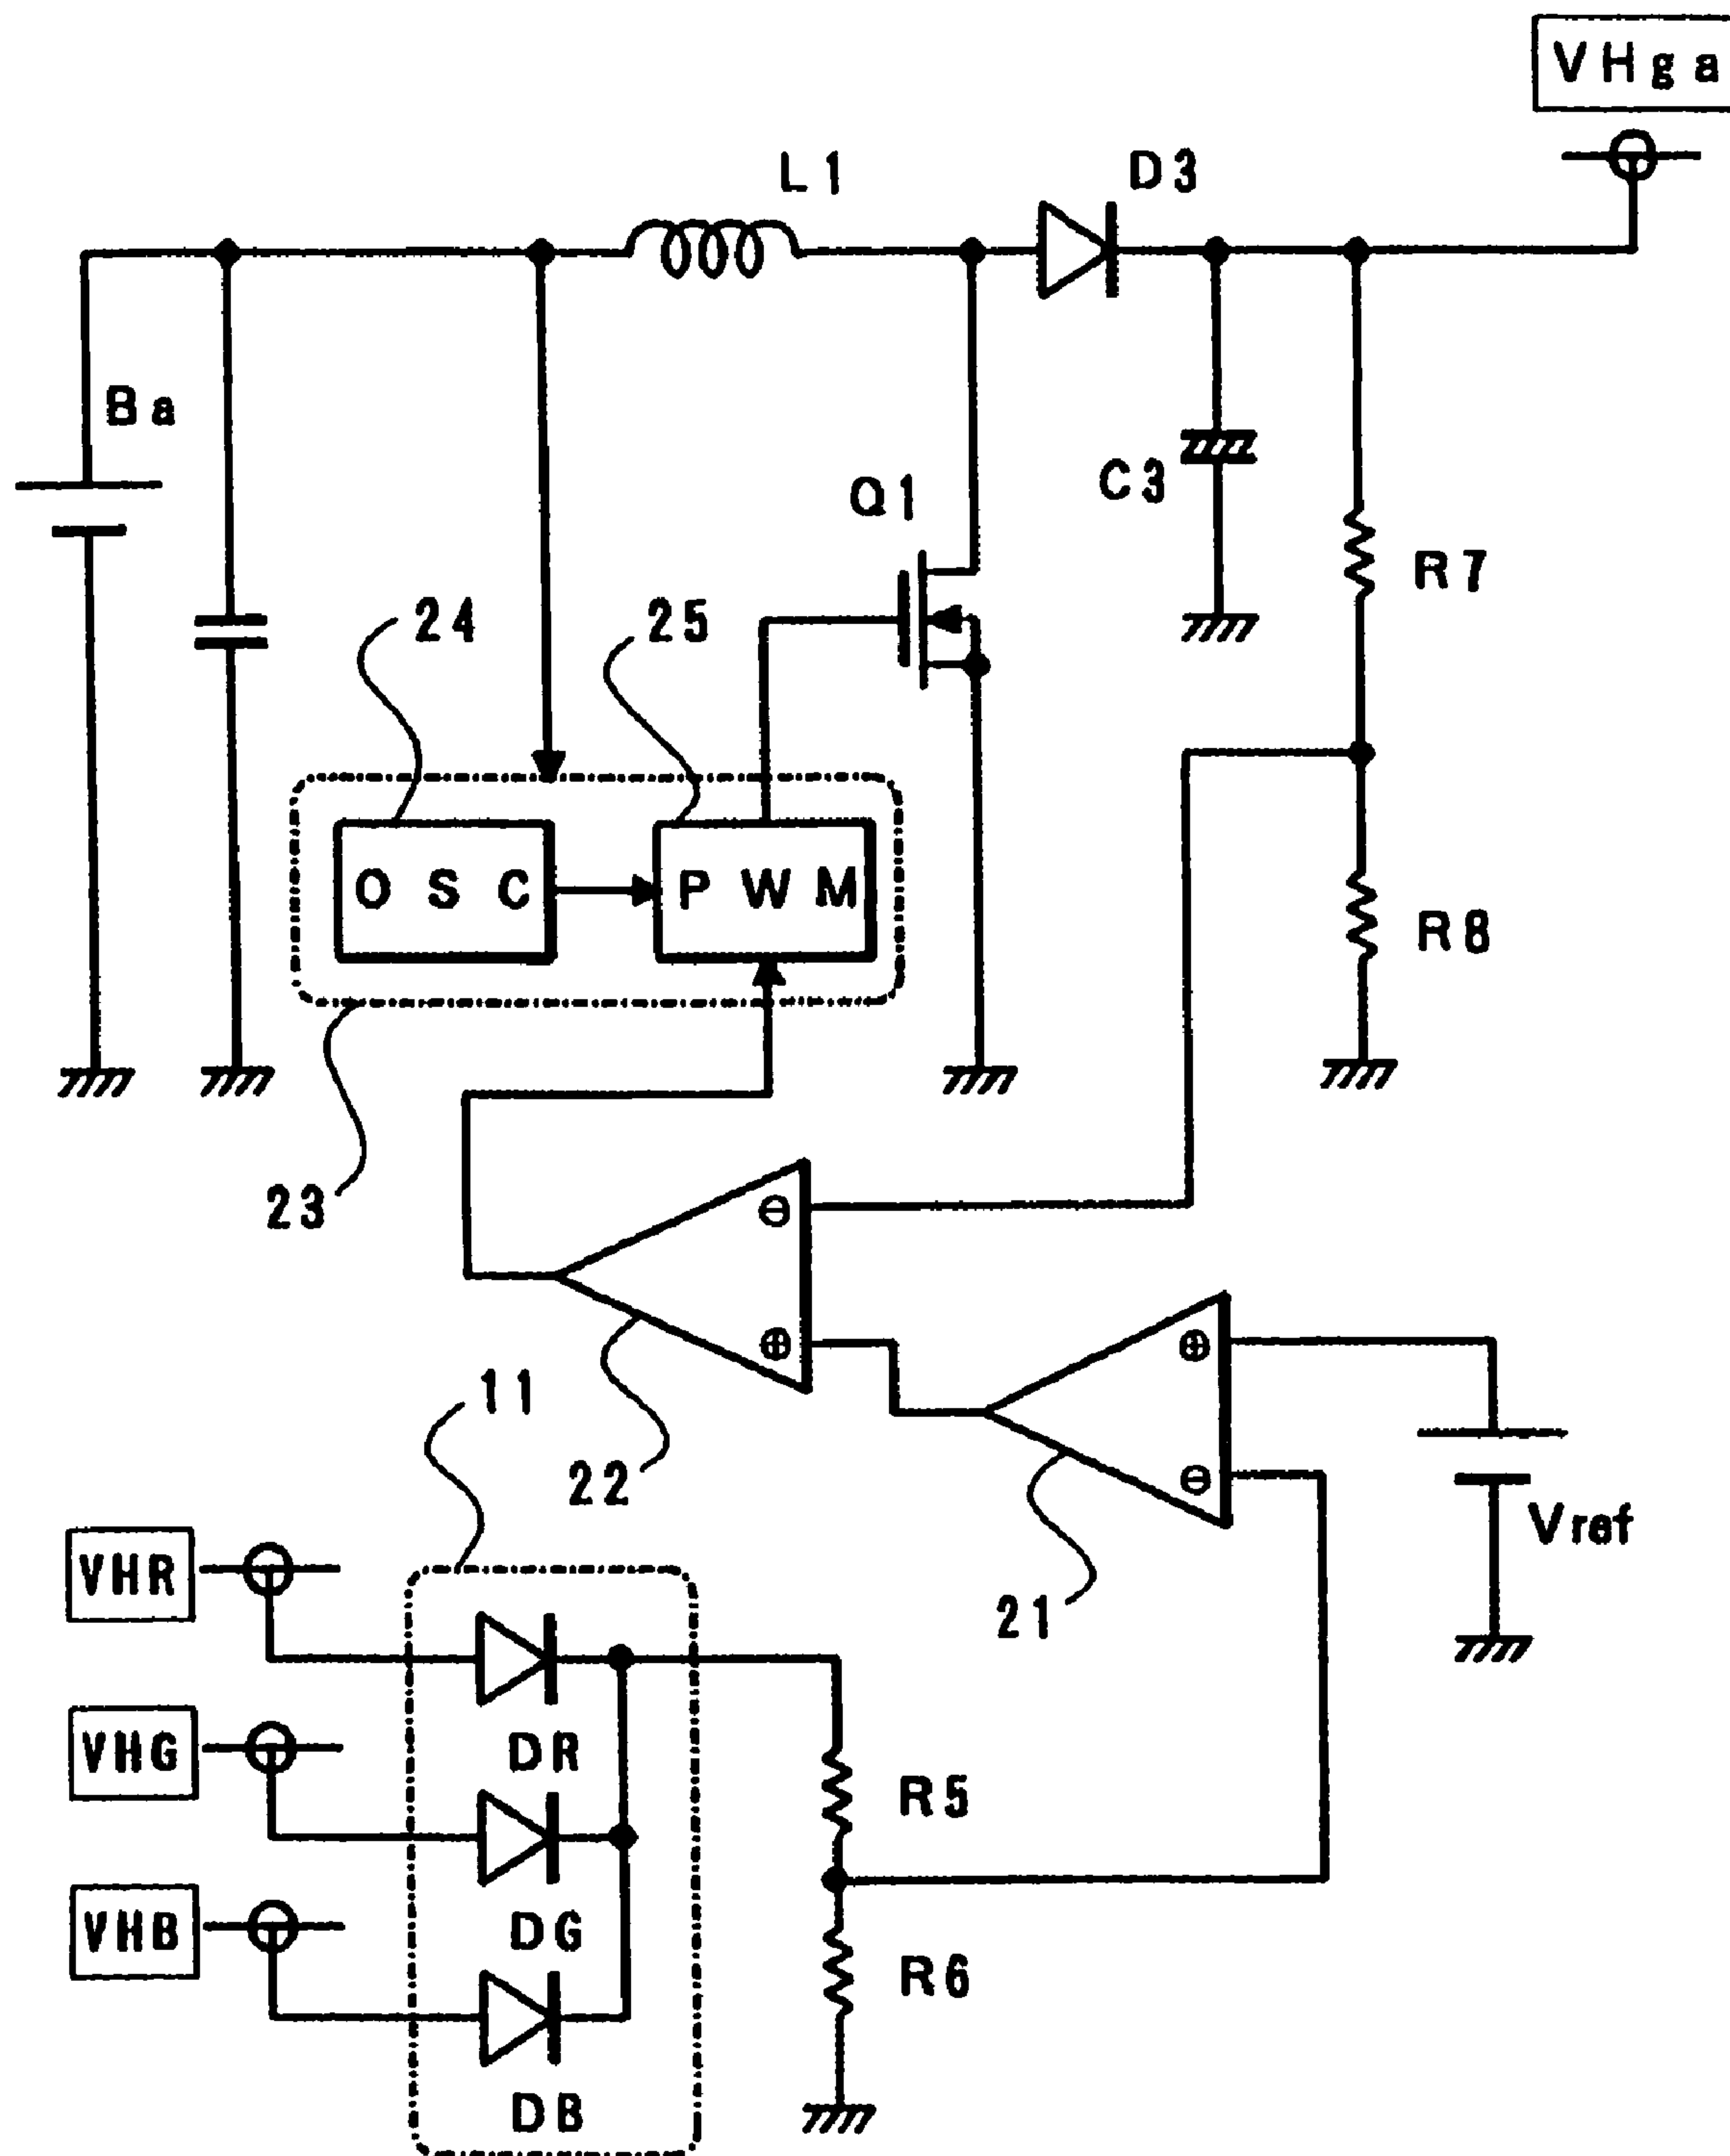 VHga
L1
D3
Ba
C3
Q1
R7
24
25
OSC
PWM
R8
23
22
11
21
Vref
VHR
DR
VHG
R5
DG
VHB
R6
DB